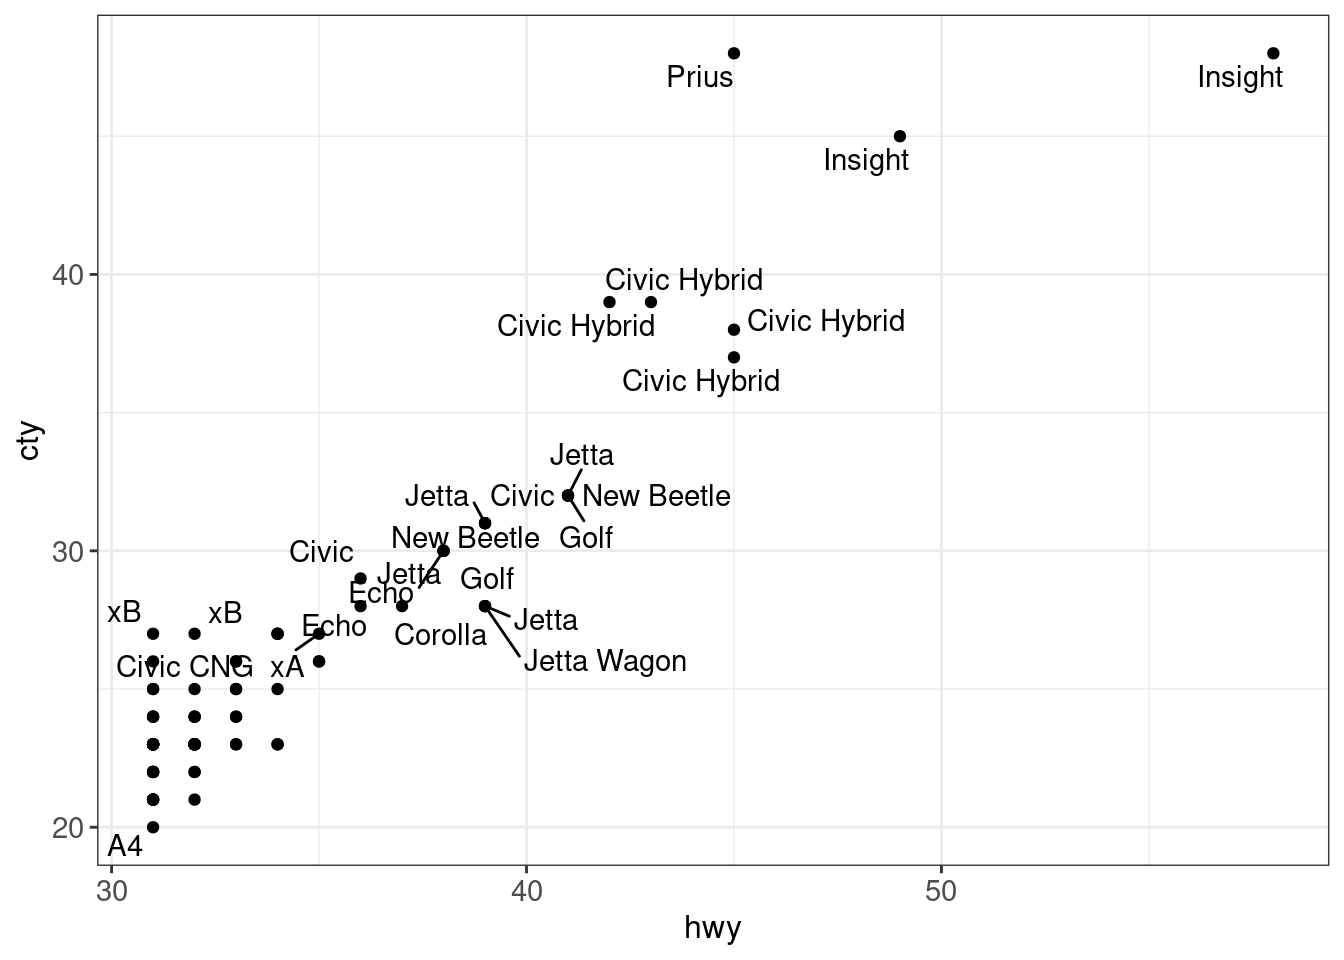 Prius
Insight
Insight
40
Civic Hybrid
Civic Hybrid
Civic Hybrid
Civic Hybrid
cty
Jetta
Jetta
Civic
New Beetle
New Beetle
Golf
30
Civic
Jetta
Golf
Echo
xB
xB
Echo
Corolla
Jetta
Civic CNG
xA
Jetta Wagon
20
A4
30
40
50
hwy